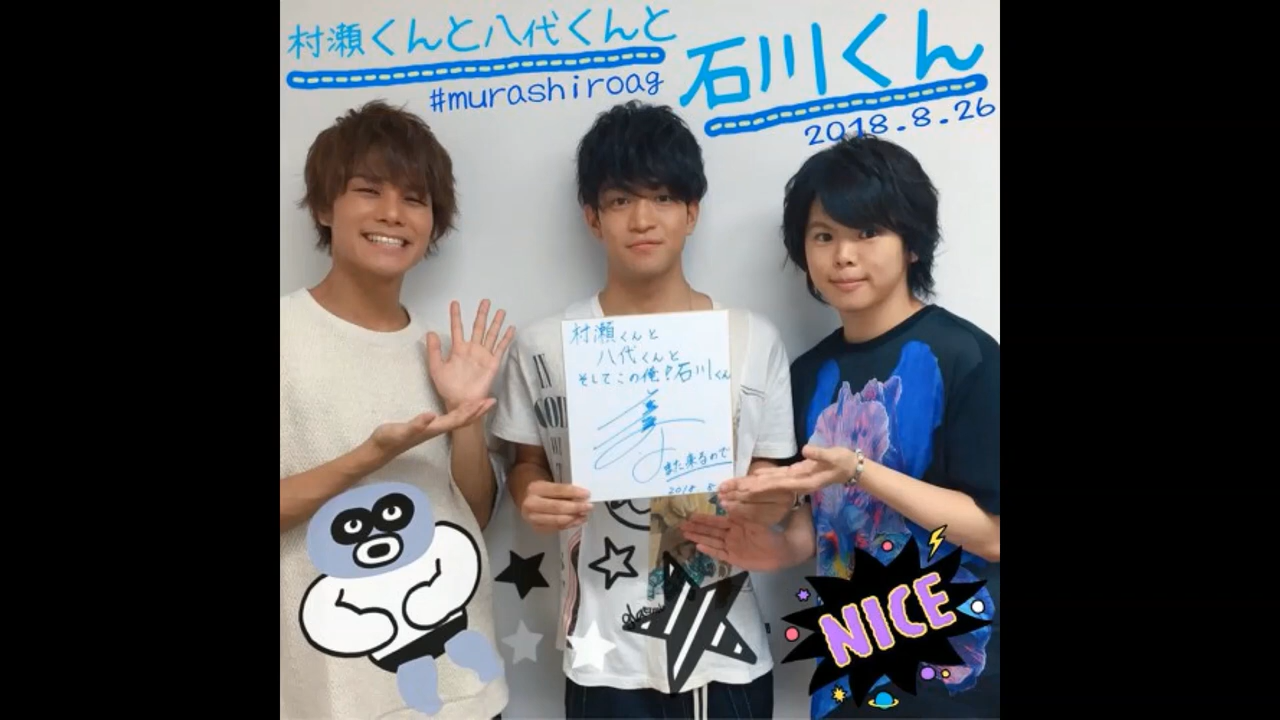 村瀬くんと八代くんと
石川くん
#murashiroag
2018.8.26
村瀬くんと
八代くんと
そしてこの俺?石川くん
また来るので
2018.8
NICE